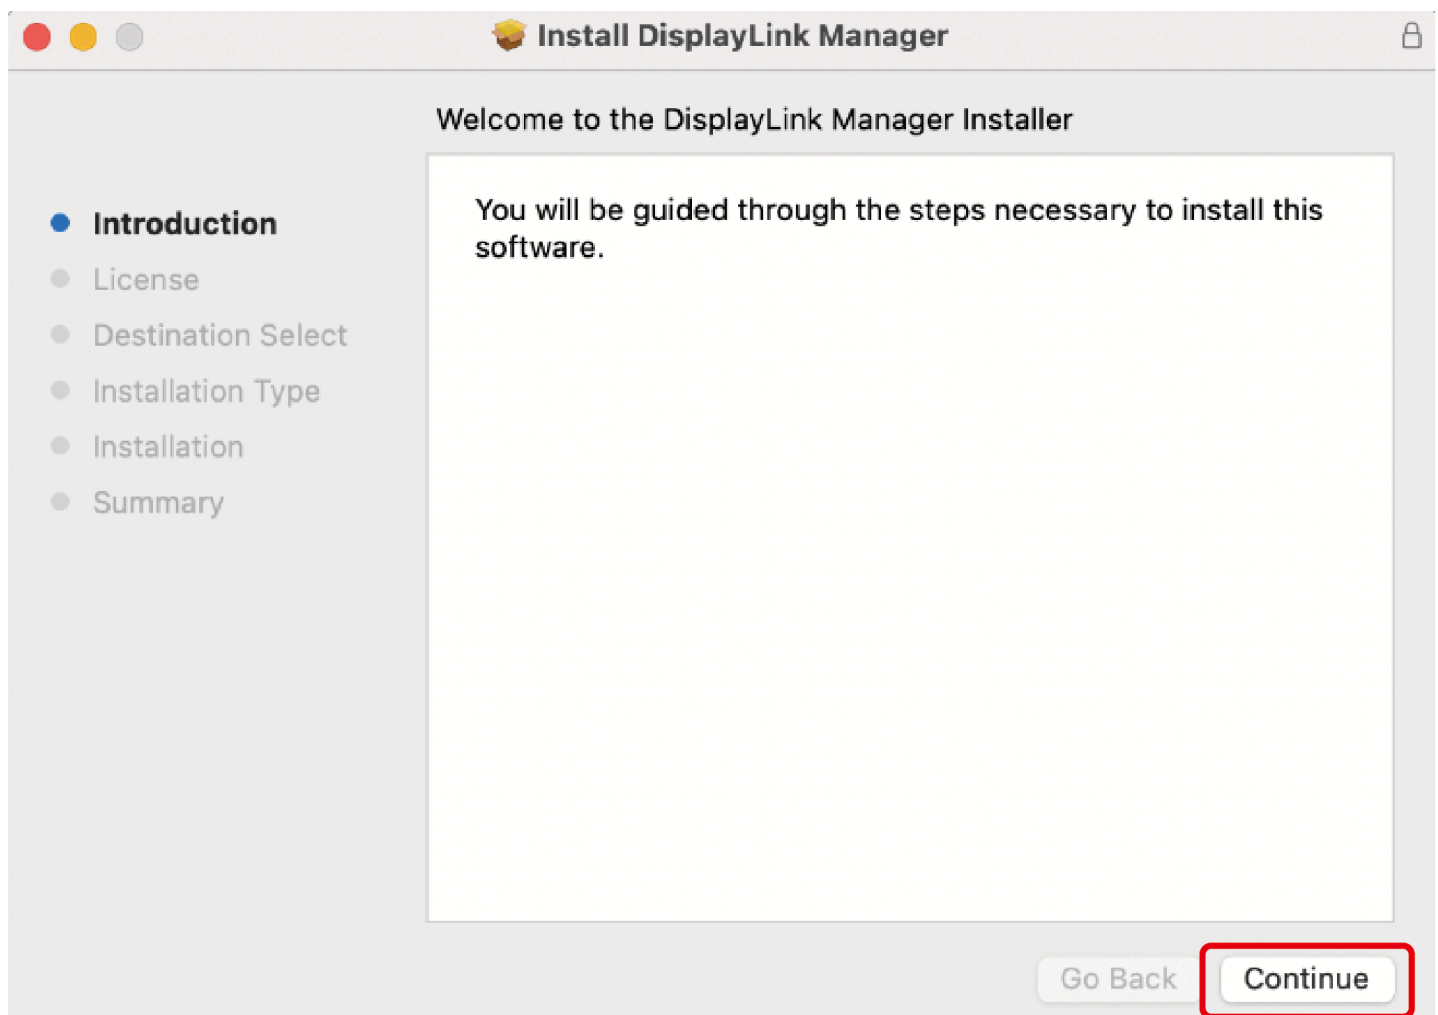 Install DisplayLink Manager
Welcome to the DisplayLink Manager Installer
Introduction
License
Destination Select
Installation Type
Installation
Summary
You will be guided through the steps necessary to install this
software.
Go Back
Continue